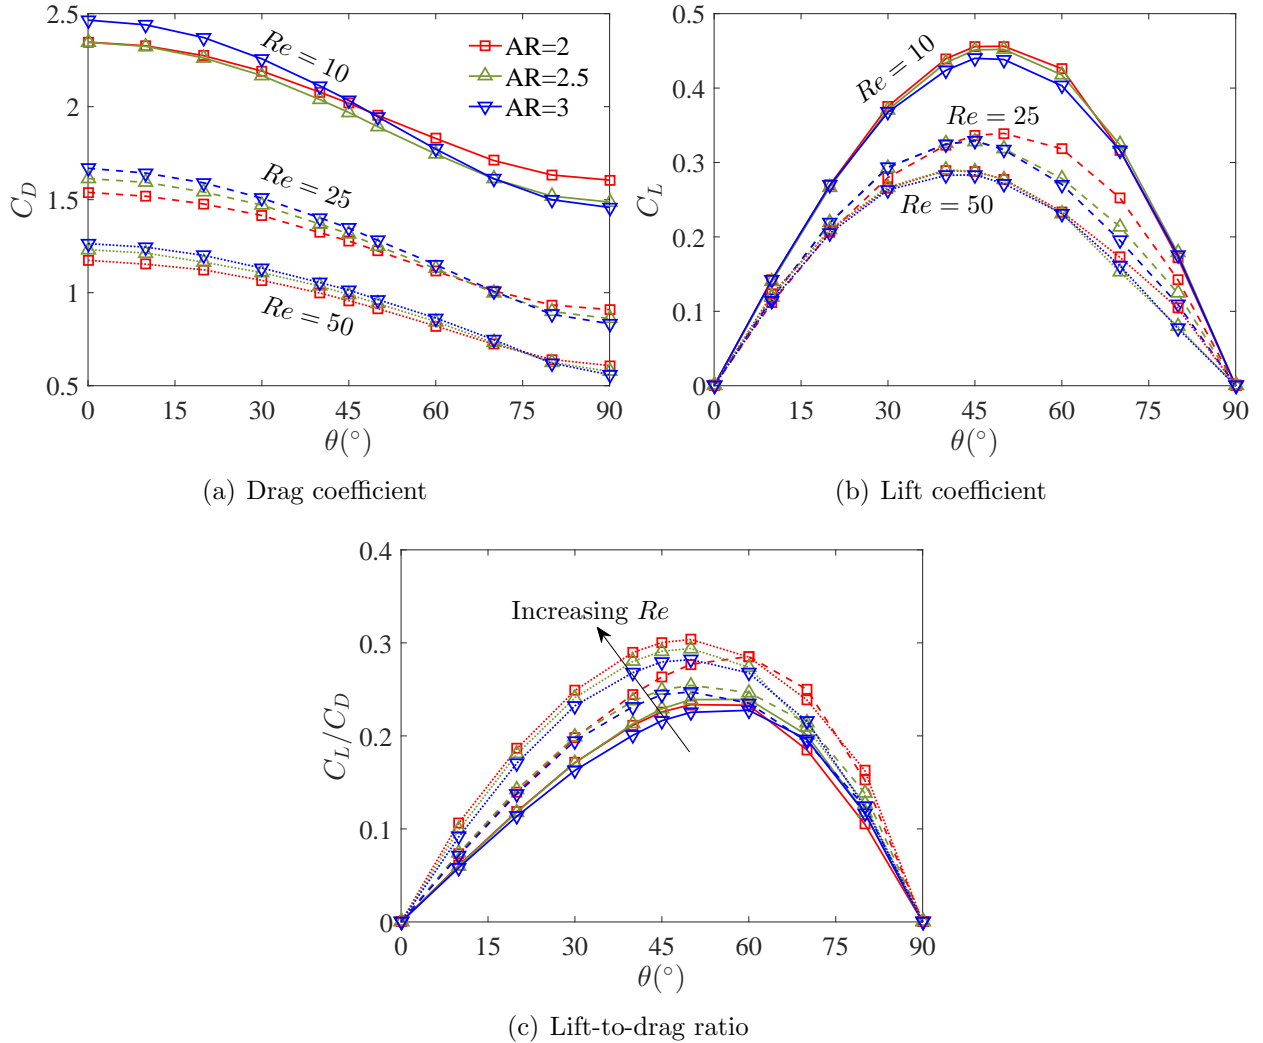 2.5
2
1.5
1
0.5
C_D
Re = 10
Re = 25
Re = 50
AR=2
AR=2.5
AR=3
0 15 30 45 60 75 90
θ(°)
(a) Drag coefficient
0.5
0.4
0.3
0.2
0.1
0
C_L
Re = 10
Re = 25
Re = 50
0 15 30 45 60 75 90
θ(°)
(b) Lift coefficient
0.4
0.3
0.2
0.1
0
C_L/C_D
Increasing Re
0 15 30 45 60 75 90
θ(°)
(c) Lift-to-drag ratio